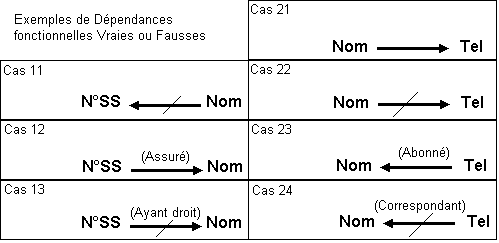 Exemples de Dépendances
fonctionnelles Vraies ou Fausses
Cas 21
Nom Tel
Cas 11
N°SS Nom
Cas 22
Nom Tel
Cas 12
(Assuré)
N°SS Nom
Cas 23
(Abonné)
Nom Tel
Cas 13
(Ayant droit)
N°SS Nom
Cas 24
(Correspondant)
Nom Tel